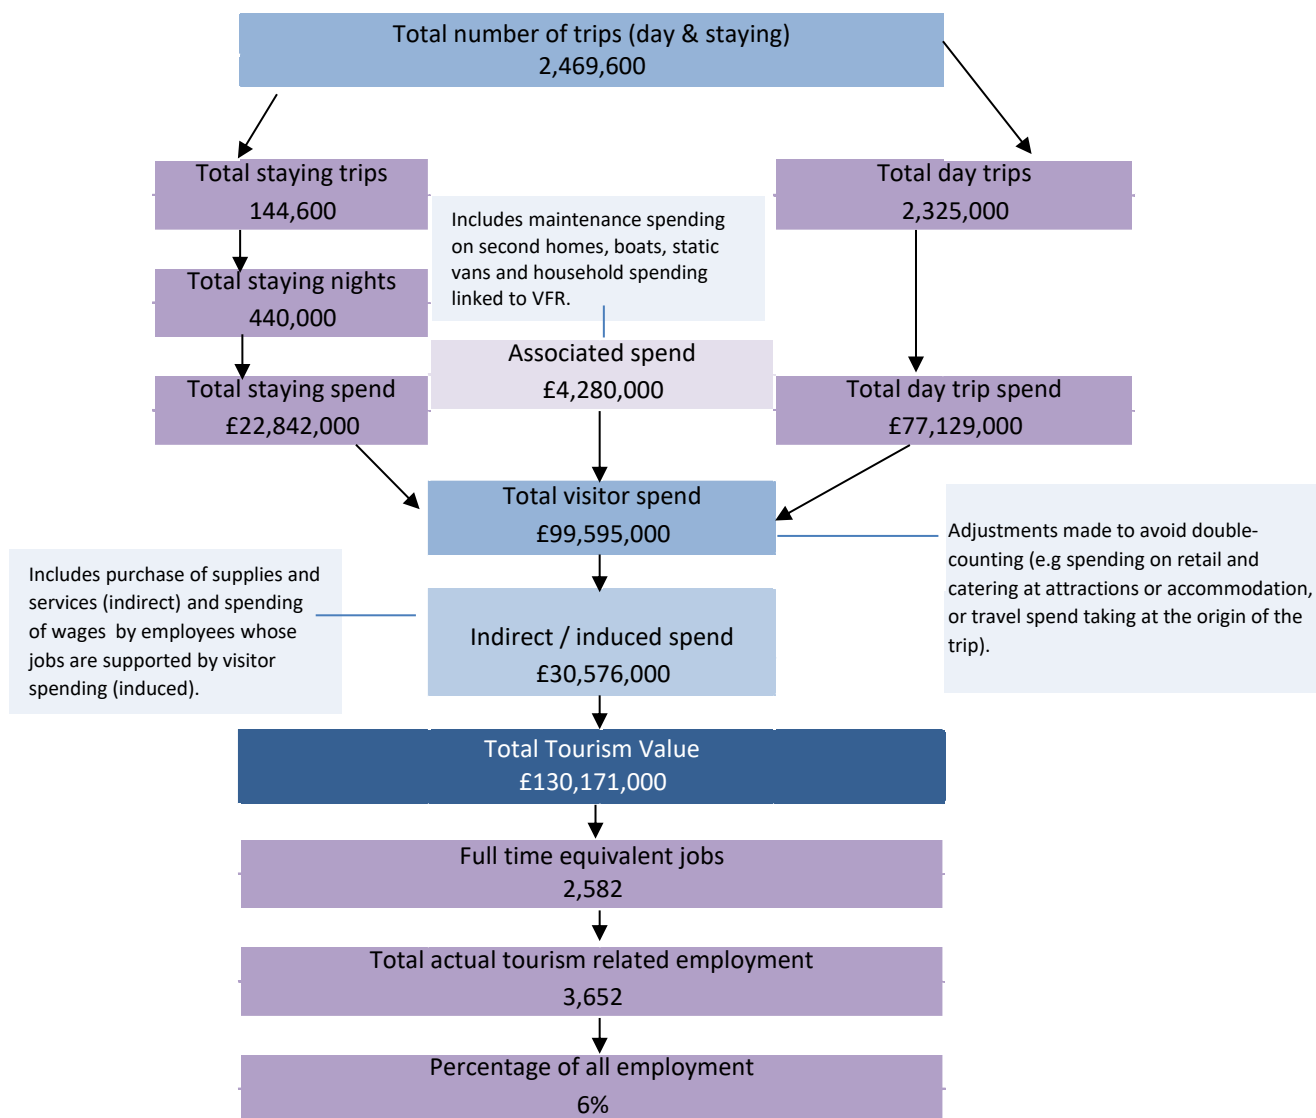 Total number of trips (day & staying)
2,469,600
Total staying trips
144,600
Total day trips
2,325,000
Includes maintenance spending
on second homes, boats, static
vans and household spending
linked to VFR.
Total staying nights
440,000
Associated spend
£4,280,000
Total staying spend
£22,842,000
Total day trip spend
£77,129,000
Total visitor spend
£99,595,000
Adjustments made to avoid double-
counting (e.g spending on retail and
catering at attractions or accommodation,
or travel spend taking at the origin of the
trip).
Includes purchase of supplies and
services (indirect) and spending
of wages by employees whose
jobs are supported by visitor
spending (induced).
Indirect / induced spend
£30,576,000
Total Tourism Value
£130,171,000
Full time equivalent jobs
2,582
Total actual tourism related employment
3,652
Percentage of all employment
6%